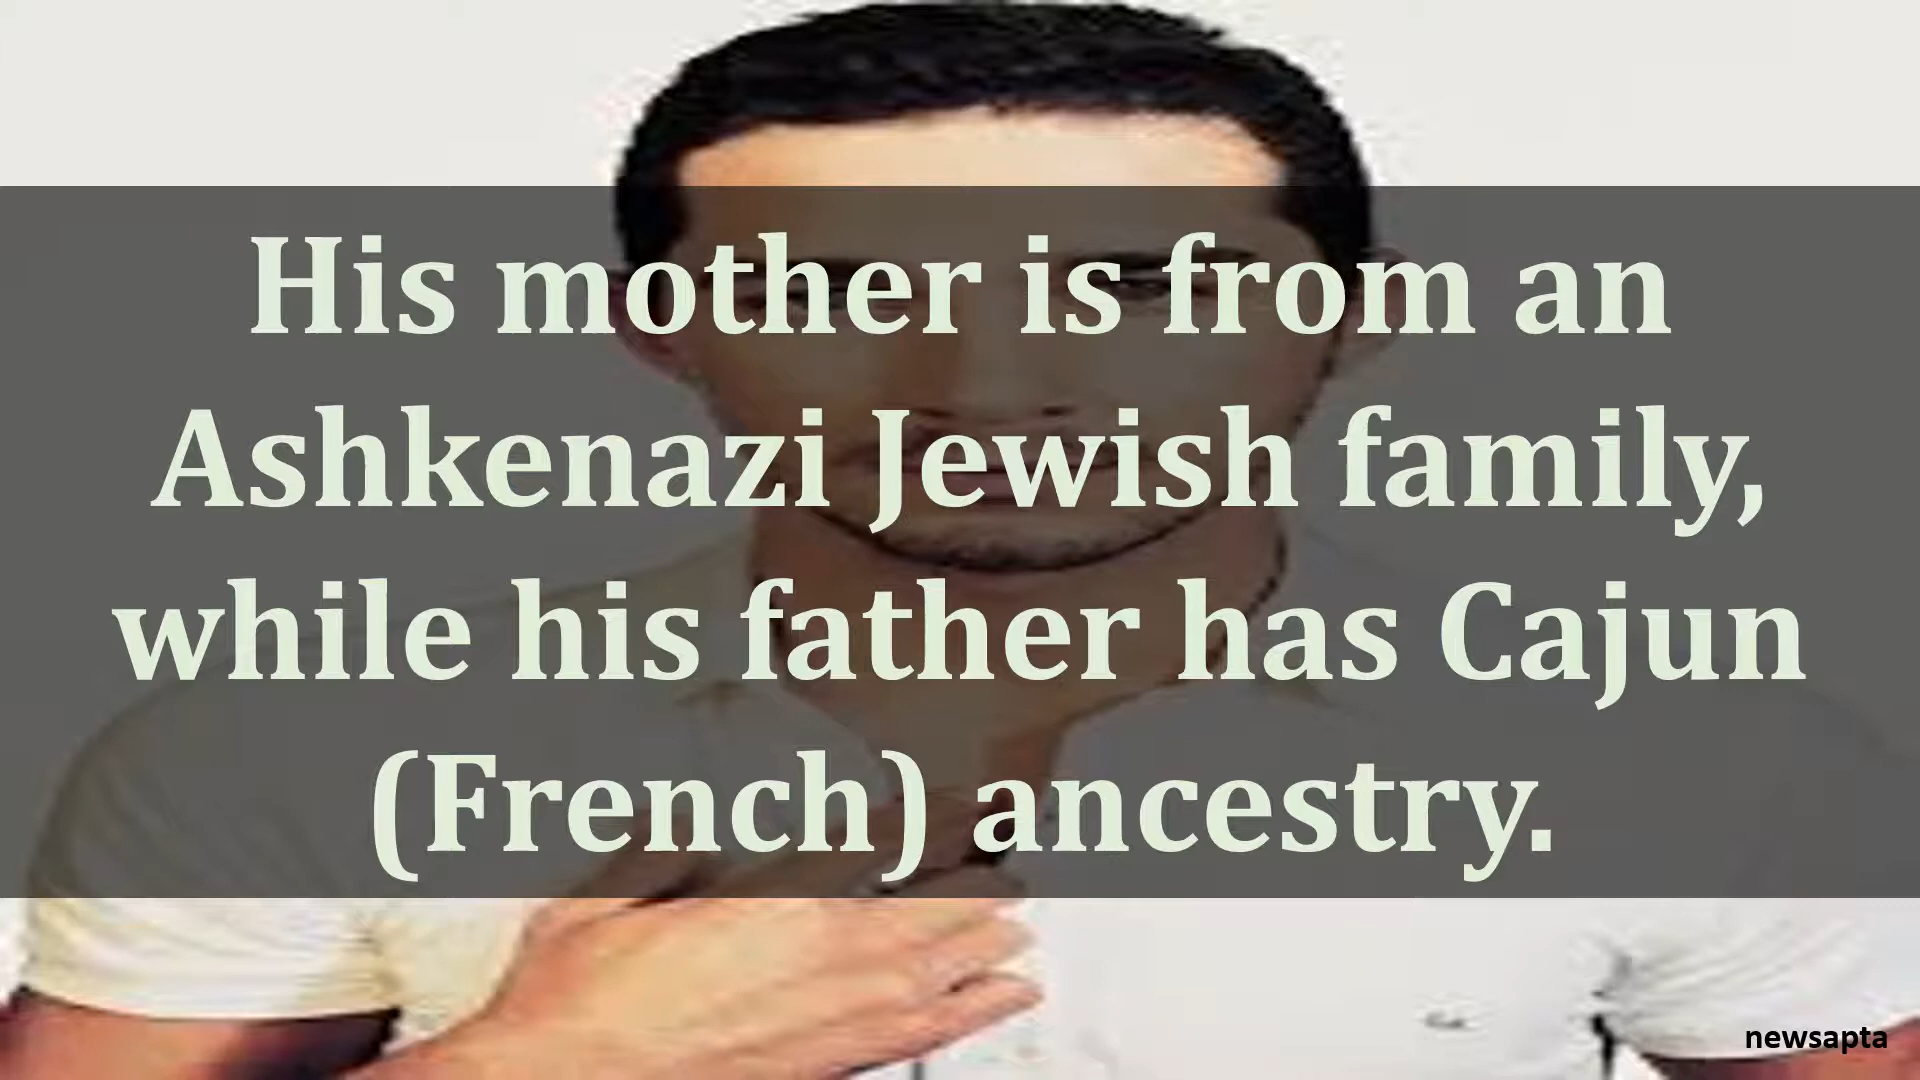 His mother is from an
Ashkenazi Jewish family,
while his father has Cajun
(French) ancestry.
newsapta